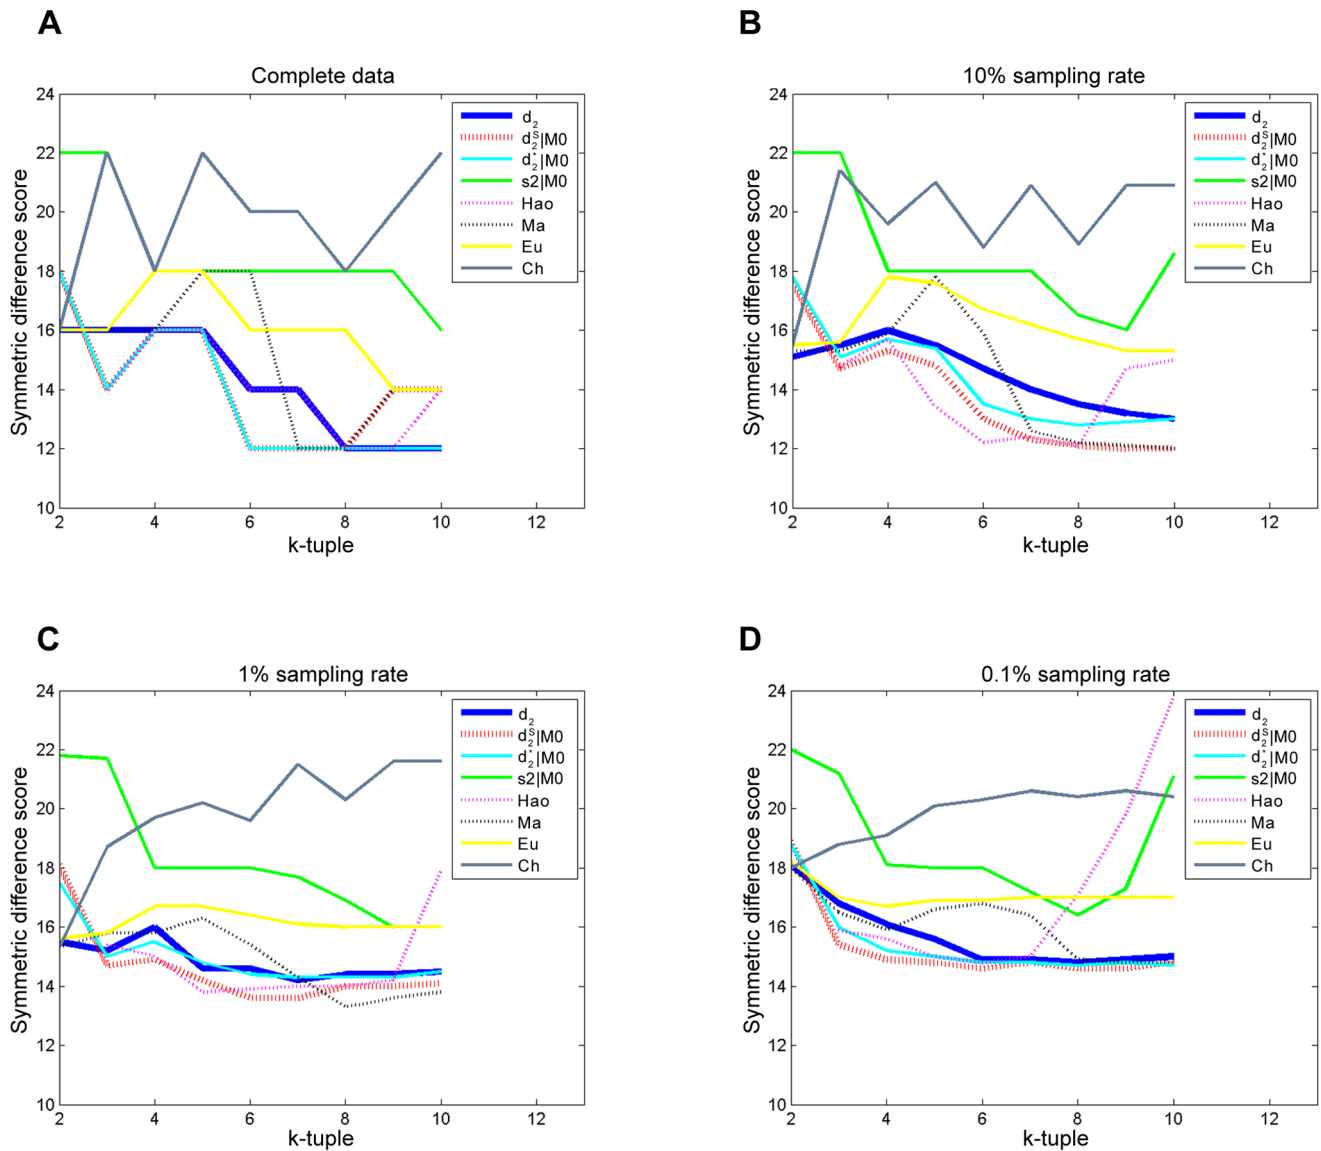 A
Complete data
Symmetric difference score
24
22
20
18
16
14
12
10
2 4 6 8 10 12
k-tuple
d₂
d₂ˢ|M0
d₂*|M0
s2|M0
Hao
Ma
Eu
Ch
B
10% sampling rate
Symmetric difference score
24
22
20
18
16
14
12
10
2 4 6 8 10 12
k-tuple
d₂
d₂ˢ|M0
d₂*|M0
s2|M0
Hao
Ma
Eu
Ch
C
1% sampling rate
Symmetric difference score
24
22
20
18
16
14
12
10
2 4 6 8 10 12
k-tuple
d₂
d₂ˢ|M0
d₂*|M0
s2|M0
Hao
Ma
Eu
Ch
D
0.1% sampling rate
Symmetric difference score
24
22
20
18
16
14
12
10
2 4 6 8 10 12
k-tuple
d₂
d₂ˢ|M0
d₂*|M0
s2|M0
Hao
Ma
Eu
Ch